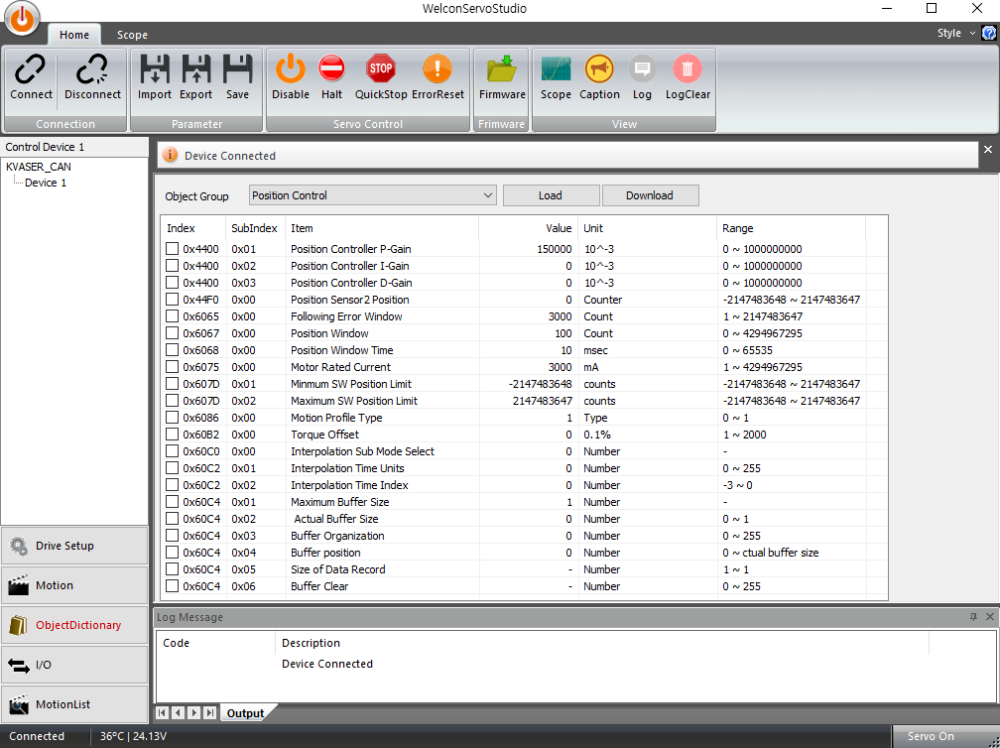 WelconServoStudio
Home Scope Style
Connect Disconnect Import Export Save Disable Halt QuickStop ErrorReset Firmware Scope Caption Log LogClear
Connection Parameter Servo Control Frimware View
Control Device 1
KVASER_CAN
Device 1
Device Connected
Object Group Position Control Load Download
Index SubIndex Item Value Unit Range
0x4400 0x01 Position Controller P-Gain 150000 10^-3 0 ~ 1000000000
0x4400 0x02 Position Controller I-Gain 0 10^-3 0 ~ 1000000000
0x4400 0x03 Position Controller D-Gain 0 10^-3 0 ~ 1000000000
0x44F0 0x00 Position Sensor2 Position 0 Counter -2147483648 ~ 2147483647
0x6065 0x00 Following Error Window 3000 Count 1 ~ 2147483647
0x6067 0x00 Position Window 100 Count 0 ~ 4294967295
0x6068 0x00 Position Window Time 10 msec 0 ~ 65535
0x6075 0x00 Motor Rated Current 3000 mA 1 ~ 4294967295
0x607D 0x01 Minmum SW Position Limit -2147483648 counts -2147483648 ~ 2147483647
0x607D 0x02 Maximum SW Position Limit 2147483647 counts -2147483648 ~ 2147483647
0x6086 0x00 Motion Profile Type 1 Type 0 ~ 1
0x60B2 0x00 Torque Offset 0 0.1% 1 ~ 2000
0x60C0 0x00 Interpolation Sub Mode Select 0 Number -
0x60C2 0x01 Interpolation Time Units 0 Number 0 ~ 255
0x60C2 0x02 Interpolation Time Index 0 Number -3 ~ 0
0x60C4 0x01 Maximum Buffer Size 1 Number -
0x60C4 0x02 Actual Buffer Size 0 Number 0 ~ 1
0x60C4 0x03 Buffer Organization 0 Number 0 ~ 255
0x60C4 0x04 Buffer position 0 Number 0 ~ ctual buffer size
0x60C4 0x05 Size of Data Record - Number 1 ~ 1
0x60C4 0x06 Buffer Clear - Number 0 ~ 255
Drive Setup
Motion
ObjectDictionary
I/O
MotionList
Log Message
Code Description
Device Connected
Output
Connected 36°C | 24.13V Servo On